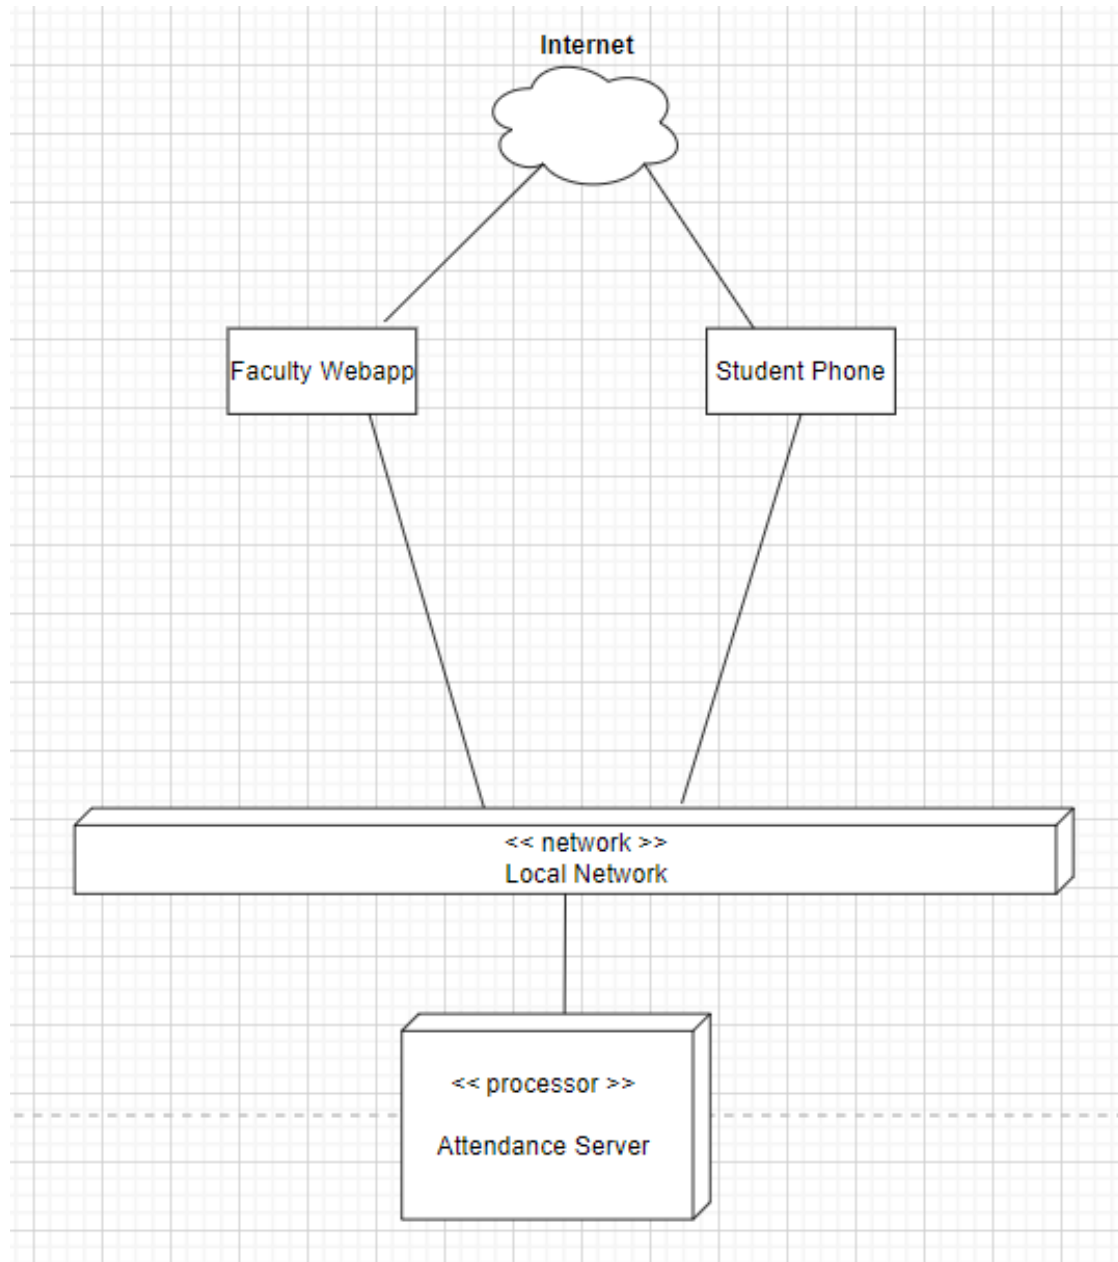 Internet
Faculty Webapp
Student Phone
<< network >>
Local Network
<< processor >>
Attendance Server